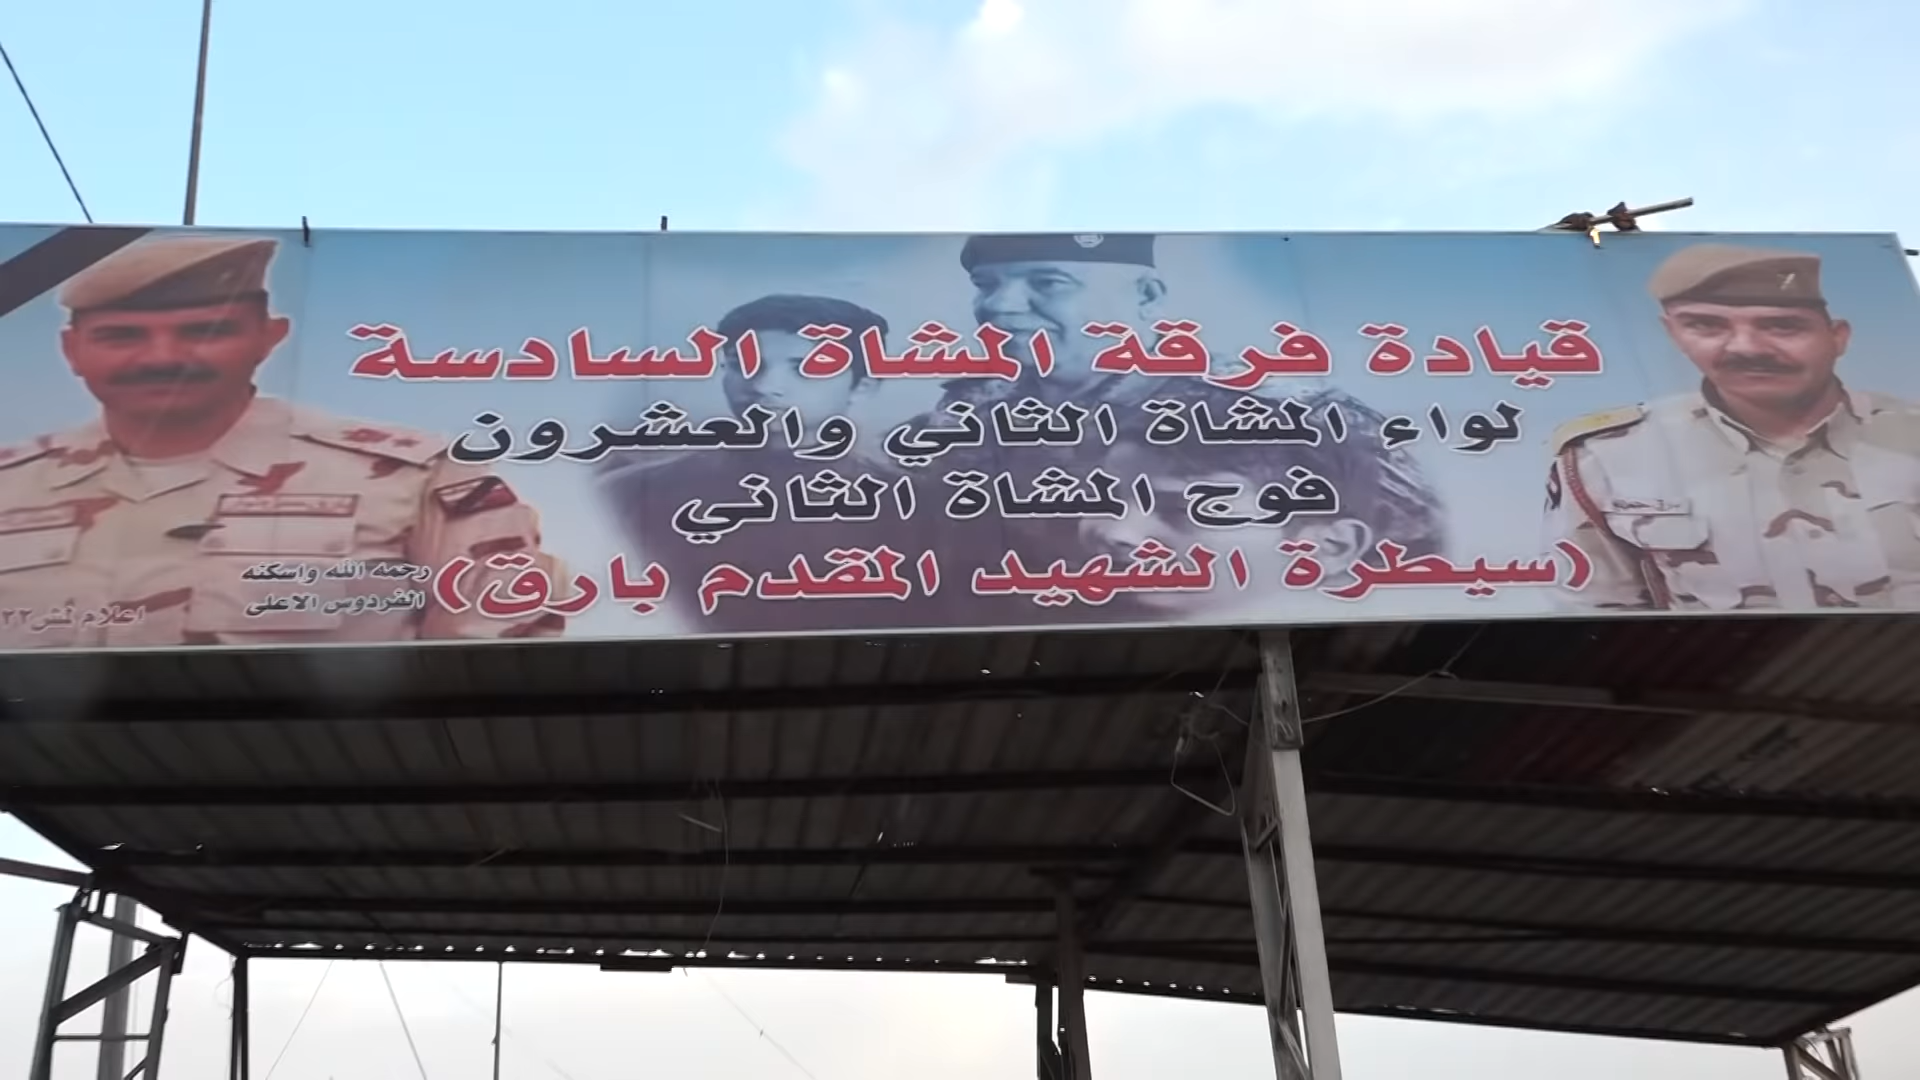 قيادة فرقة المشاة السادسة
لواء المشاة الثاني والعشرون
فوج المشاة الثاني
(سيطرة الشهيد المقدم بارق)
رحمه الله واسكنه
الفردوس الاعلى
اعلام لمش٢٢